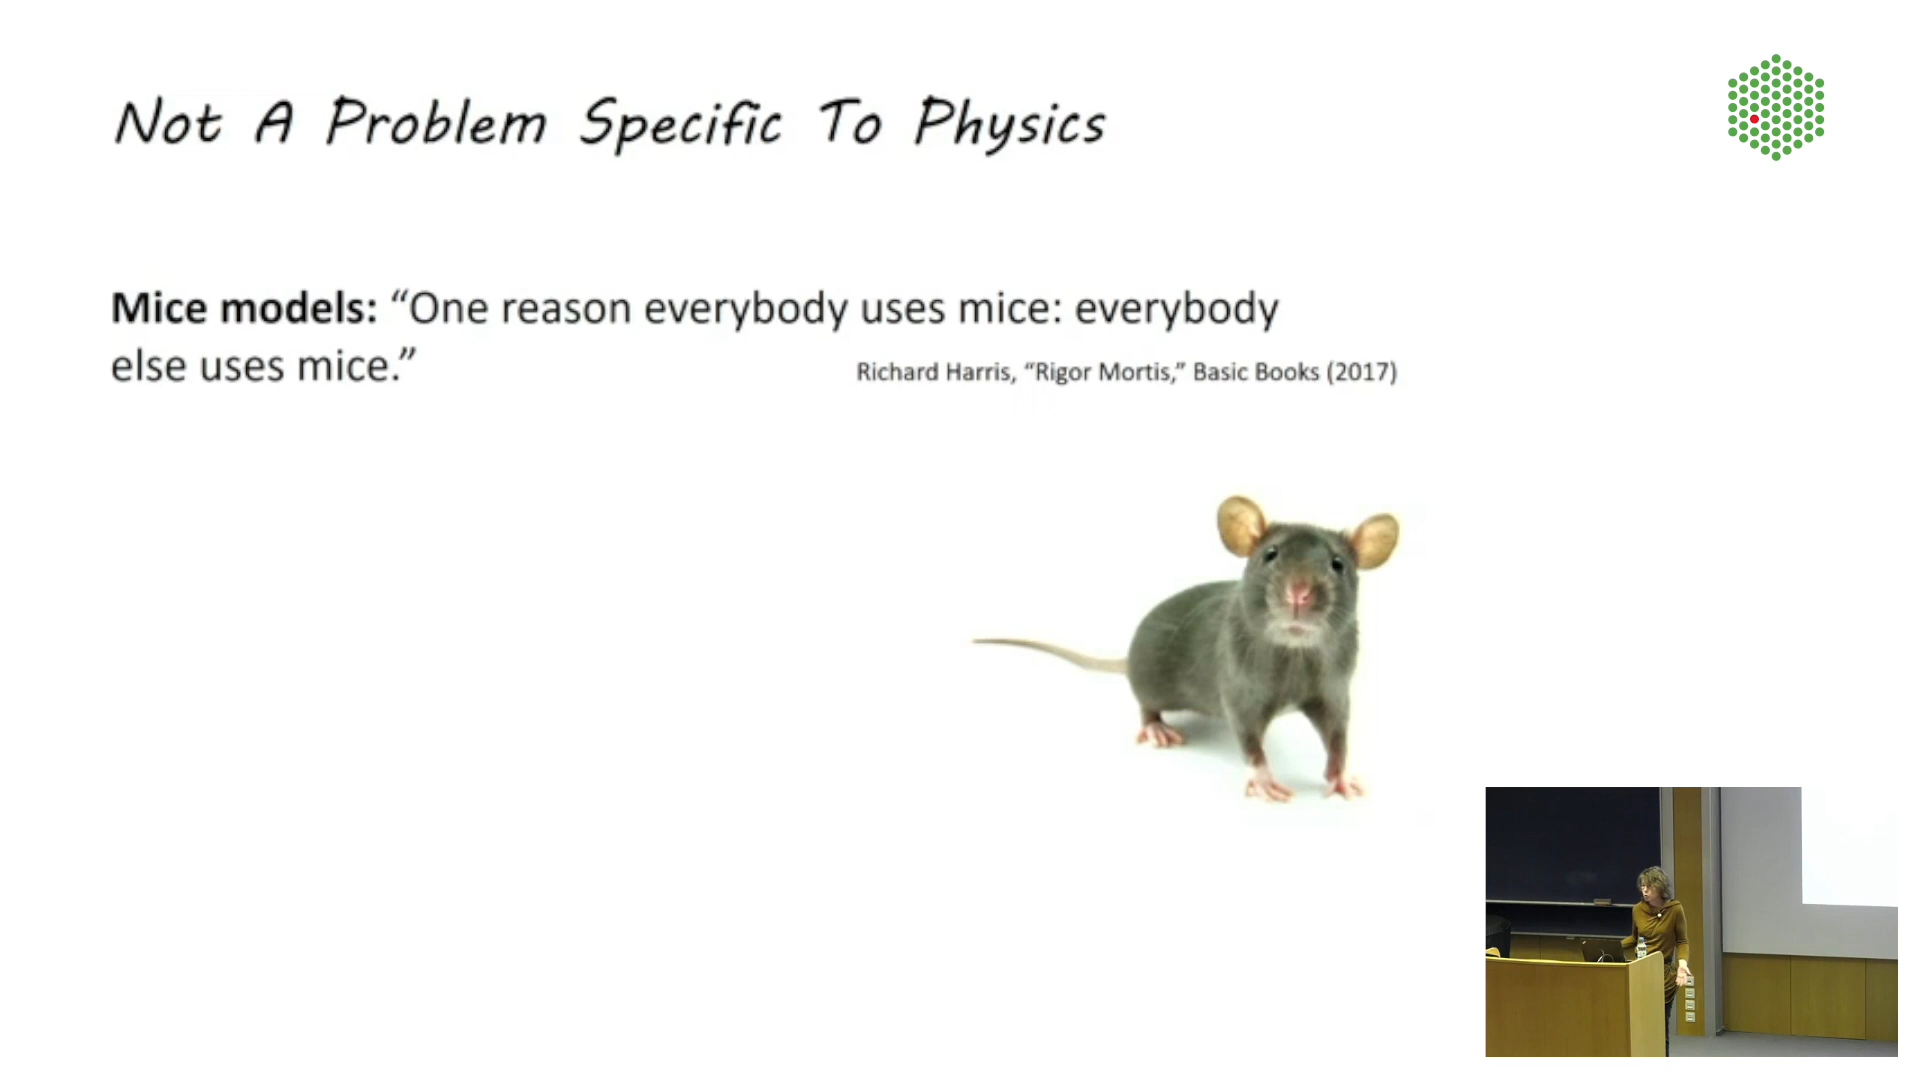 Not A Problem Specific To Physics
Mice models: “One reason everybody uses mice: everybody
else uses mice.”
Richard Harris, “Rigor Mortis,” Basic Books (2017)